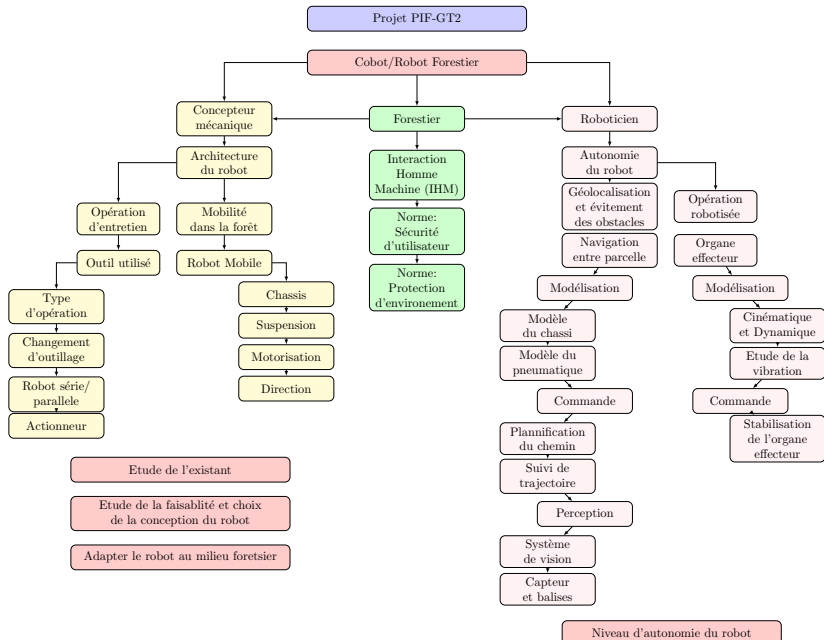 Projet PIF-GT2
Cobot/Robot Forestier
Concepteur
mécanique
Forestier
Roboticien
Architecture
du robot
Interaction
Homme
Machine (IHM)
Autonomie
du robot
Opération
d'entretien
Mobilité
dans la forêt
Norme:
Sécurité
d'utilisateur
Géolocalisation
et évitement
des obstacles
Opération
robotisée
Outil utilisé
Robot Mobile
Norme:
Protection
d'environement
Navigation
entre parcelle
Organe
effecteur
Type
d'opération
Chassis
Modélisation
Modélisation
Changement
d'outillage
Suspension
Modèle
du chassi
Cinématique
et Dynamique
Robot série/
parallele
Motorisation
Modèle du
pneumatique
Etude de la
vibration
Actionneur
Direction
Commande
Commande
Plannification
du chemin
Stabilisation
de l'organe
effecteur
Suivi de
trajectoire
Etude de l'existant
Etude de la faisablité et choix
de la conception du robot
Perception
Adapter le robot au milieu foretsier
Système
de vision
Capteur
et balises
Niveau d'autonomie du robot